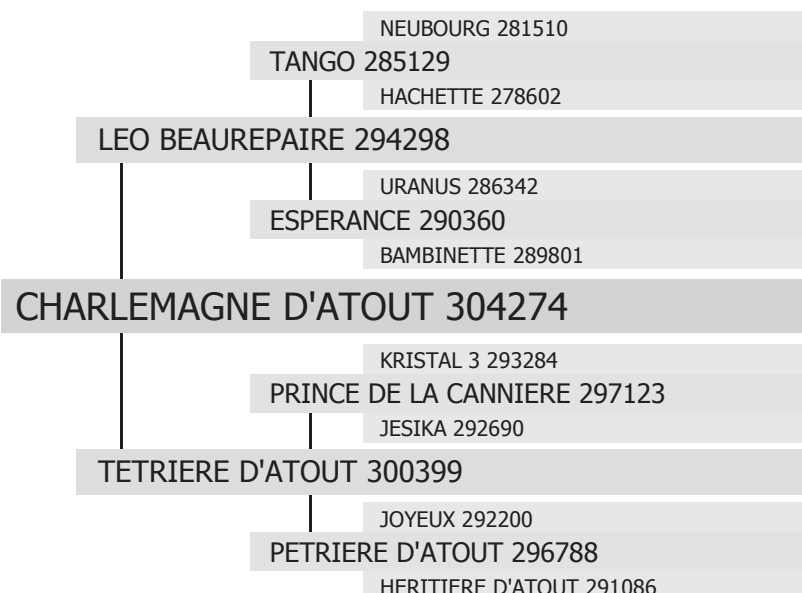 NEUBOURG 281510
TANGO 285129
HACHETTE 278602
LEO BEAUREPAIRE 294298
URANUS 286342
ESPERANCE 290360
BAMBINETTE 289801
CHARLEMAGNE D'ATOUT 304274
KRISTAL 3 293284
PRINCE DE LA CANNIERE 297123
JESIKA 292690
TETRIERE D'ATOUT 300399
JOYEUX 292200
PETRIERE D'ATOUT 296788
HERITIERE D'ATOUT 291086